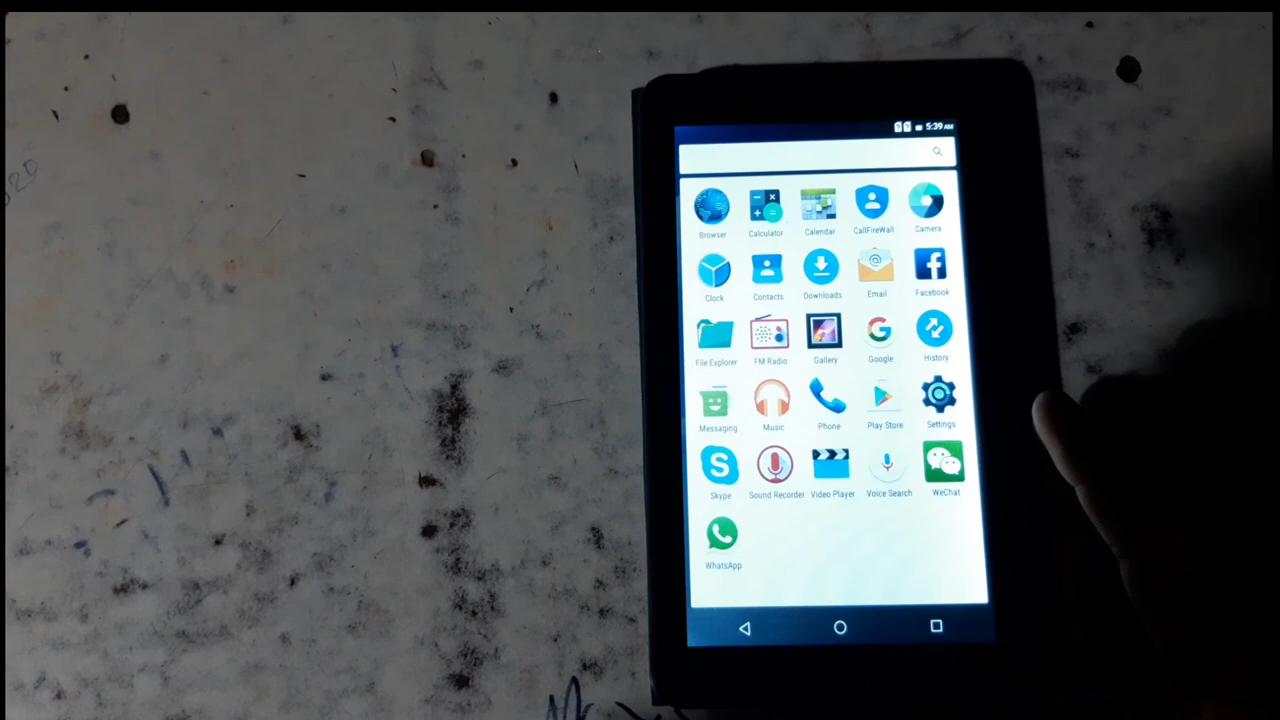 020
5:39 AM
Browser Calculator Calendar CallFireWall Camera
Clock Contacts Downloads Email Facebook
File Explorer FM Radio Gallery Google History
Messaging Music Phone Play Store Settings
Skype Sound Recorder Video Player Voice Search WeChat
WhatsApp